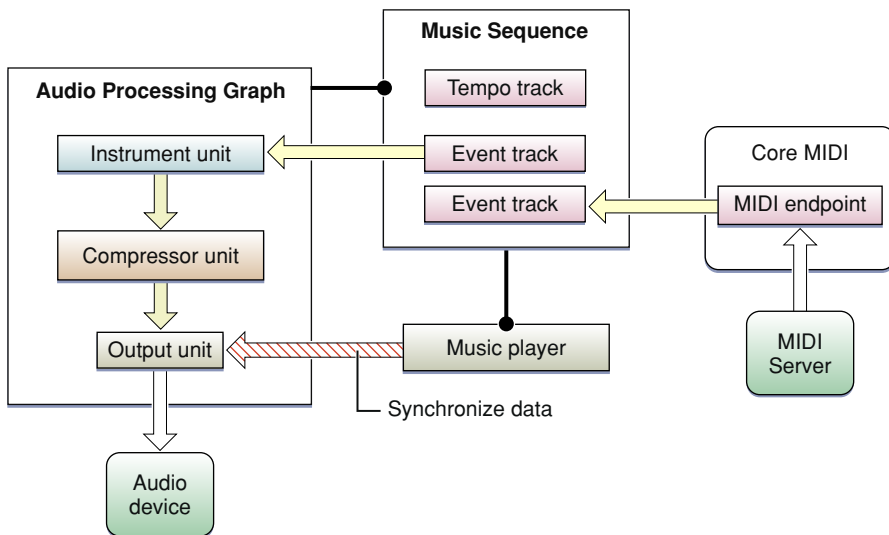 Music Sequence
Audio Processing Graph
Tempo track
Instrument unit
Event track
Core MIDI
Event track
MIDI endpoint
Compressor unit
Output unit
Music player
MIDI
Server
Synchronize data
Audio
device